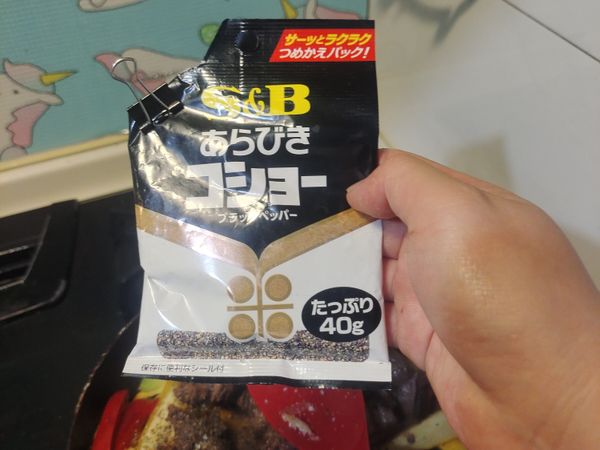 サーッとラクラク
つめかえパック!
S&B
あらびき
コショー
ブラックペッパー
たっぷり
40g
保存に便利なシール付